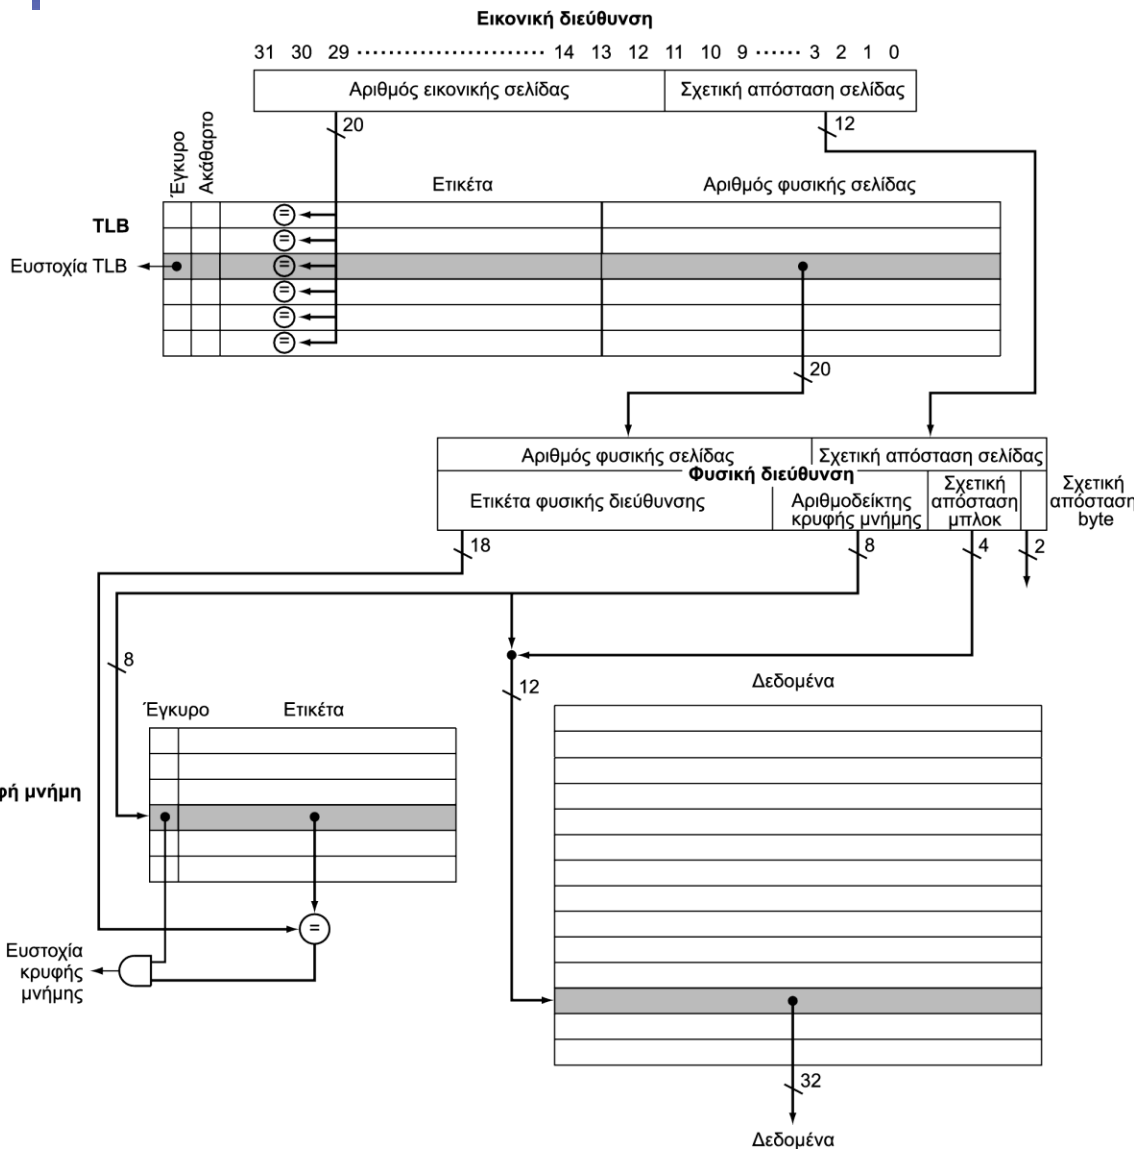 Εικονική διεύθυνση
31 30 29 14 13 12 11 10 9 3 2 1 0
Αριθμός εικονικής σελίδας
Σχετική απόσταση σελίδας
20
12
Έγκυρο
Ακάθαρτο
Ετικέτα
Αριθμός φυσικής σελίδας
TLB
=
=
Ευστοχία TLB
=
=
=
=
20
Αριθμός φυσικής σελίδας
Σχετική απόσταση σελίδας
Φυσική διεύθυνση
Ετικέτα φυσικής διεύθυνσης
Αριθμοδείκτης
κρυφής μνήμης
Σχετική
απόσταση
μπλοκ
Σχετική
απόσταση
byte
18
8
4
2
8
12
Δεδομένα
Έγκυρο
Ετικέτα
φή μνήμη
=
Ευστοχία
κρυφής
μνήμης
32
Δεδομένα